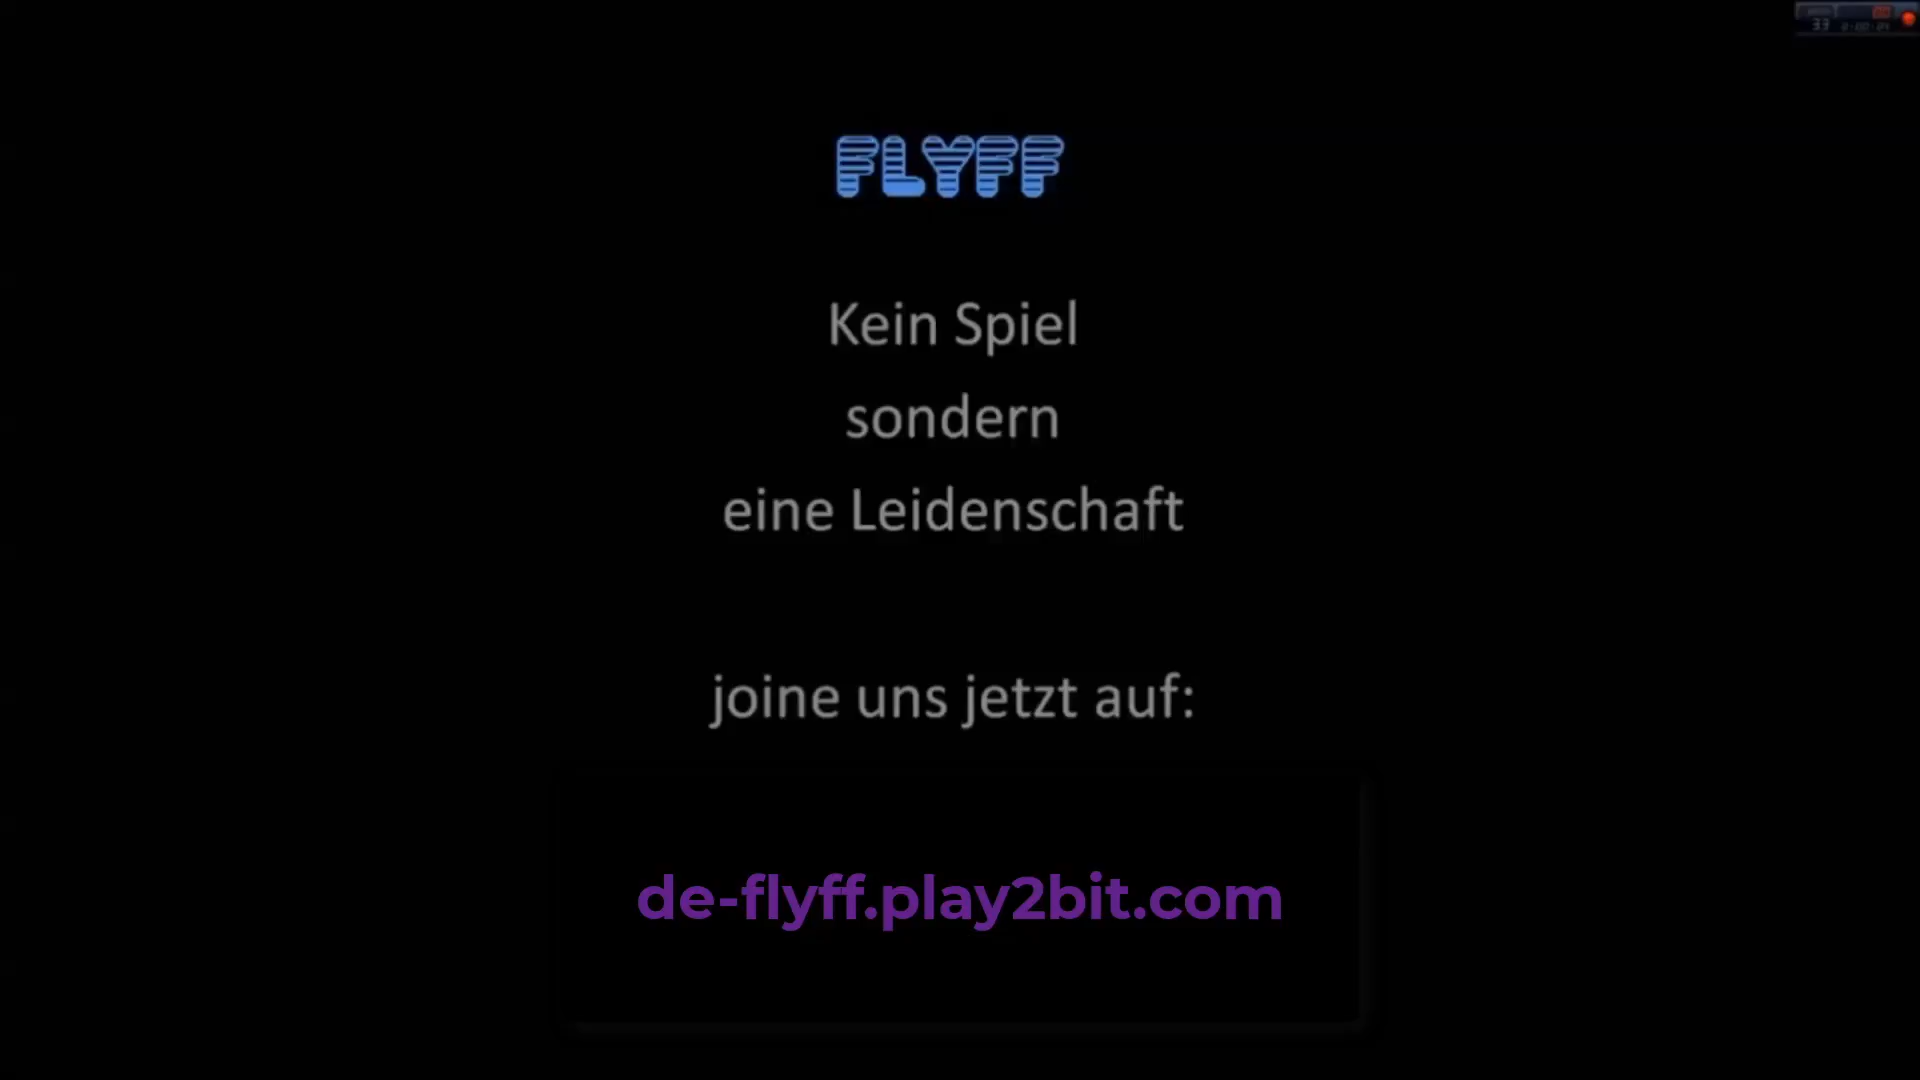 FLYFF
Kein Spiel
sondern
eine Leidenschaft
joine uns jetzt auf:
de-flyff.play2bit.com